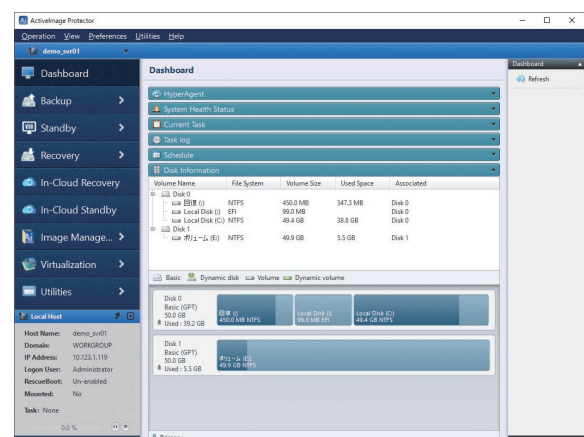 ActiveImage Protector
Operation View Preferences Utilities Help
demo_svr01
Dashboard
Backup
Standby
Recovery
In-Cloud Recovery
In-Cloud Standby
Image Manage...
Virtualization
Utilities
Local Host
Host Name: demo_svr01
Domain: WORKGROUP
IP Address: 10.123.1.119
Logon User: Administrator
RescueBoot: Un-enabled
Mounted: No
Task: None
0.0 %
Dashboard
HyperAgent
System Health Status
Current Task
Task log
Schedule
Disk Information
Volume Name File System Volume Size Used Space Associated
Disk 0
回復 (:) NTFS 450.0 MB 347.3 MB Disk 0
Local Disk (:) EFI 99.0 MB Disk 0
Local Disk (C:) NTFS 49.4 GB 38.8 GB Disk 0
Disk 1
ボリューム (E:) NTFS 49.9 GB 5.5 GB Disk 1
Basic Dynamic disk Volume Dynamic volume
Disk 0
Basic (GPT)
50.0 GB
Used : 39.2 GB
回復 (:)
450.0 MB NTFS
Local Disk (:)
99.0 MB EFI
Local Disk (C:)
49.4 GB NTFS
Disk 1
Basic (GPT)
50.0 GB
Used : 5.5 GB
ボリューム (E:)
49.9 GB NTFS
Dashboard
Refresh